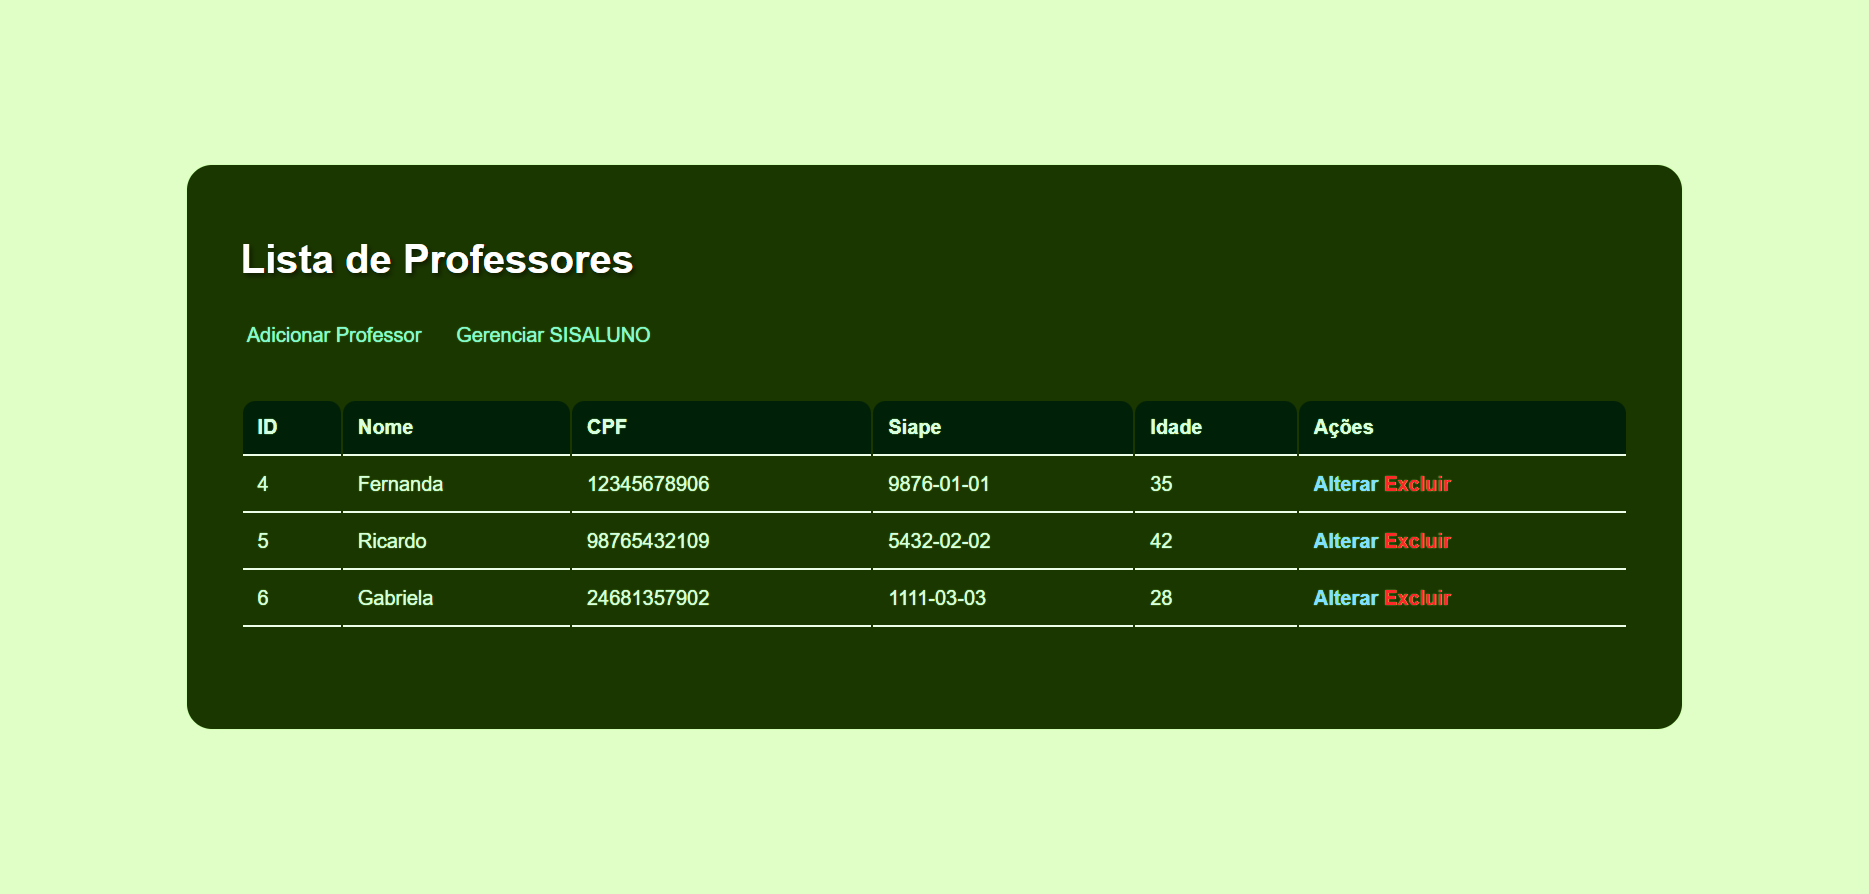 Lista de Professores
Adicionar Professor Gerenciar SISALUNO
ID Nome CPF Siape Idade Ações
4 Fernanda 12345678906 9876-01-01 35 Alterar Excluir
5 Ricardo 98765432109 5432-02-02 42 Alterar Excluir
6 Gabriela 24681357902 1111-03-03 28 Alterar Excluir